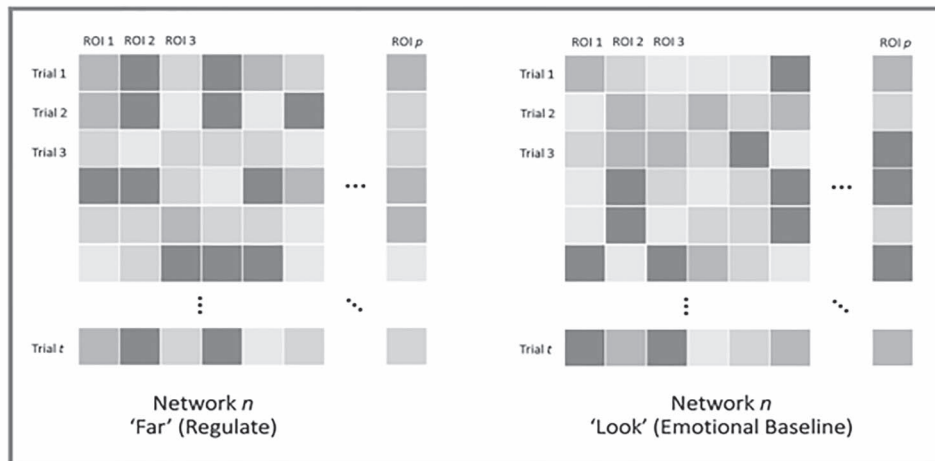 ROI 1 ROI 2 ROI 3 ROI p
Trial 1
Trial 2
Trial 3
...
Trial t
Network n
'Far' (Regulate)
ROI 1 ROI 2 ROI 3 ROI p
Trial 1
Trial 2
Trial 3
...
Trial t
Network n
'Look' (Emotional Baseline)